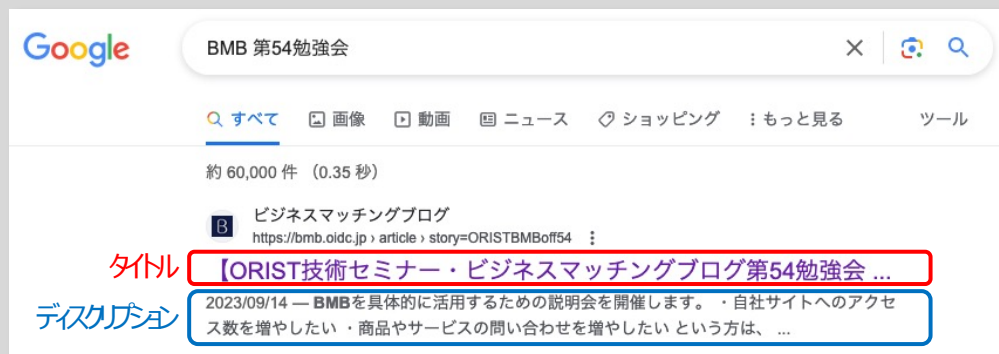 Google BMB 第54勉強会
すべて 画像 動画 ニュース ショッピング もっと見る ツール
約 60,000 件 (0.35 秒)
B ビジネスマッチングブログ
https://bmb.oidc.jp › article › story=ORISTBMBoff54
タイトル 【ORIST技術セミナー・ビジネスマッチングブログ第54勉強会 ...
ディスクリプション 2023/09/14 — BMBを具体的に活用するための説明会を開催します。 ・自社サイトへのアクセ
ス数を増やしたい ・商品やサービスの問い合わせを増やしたい という方は、 ...